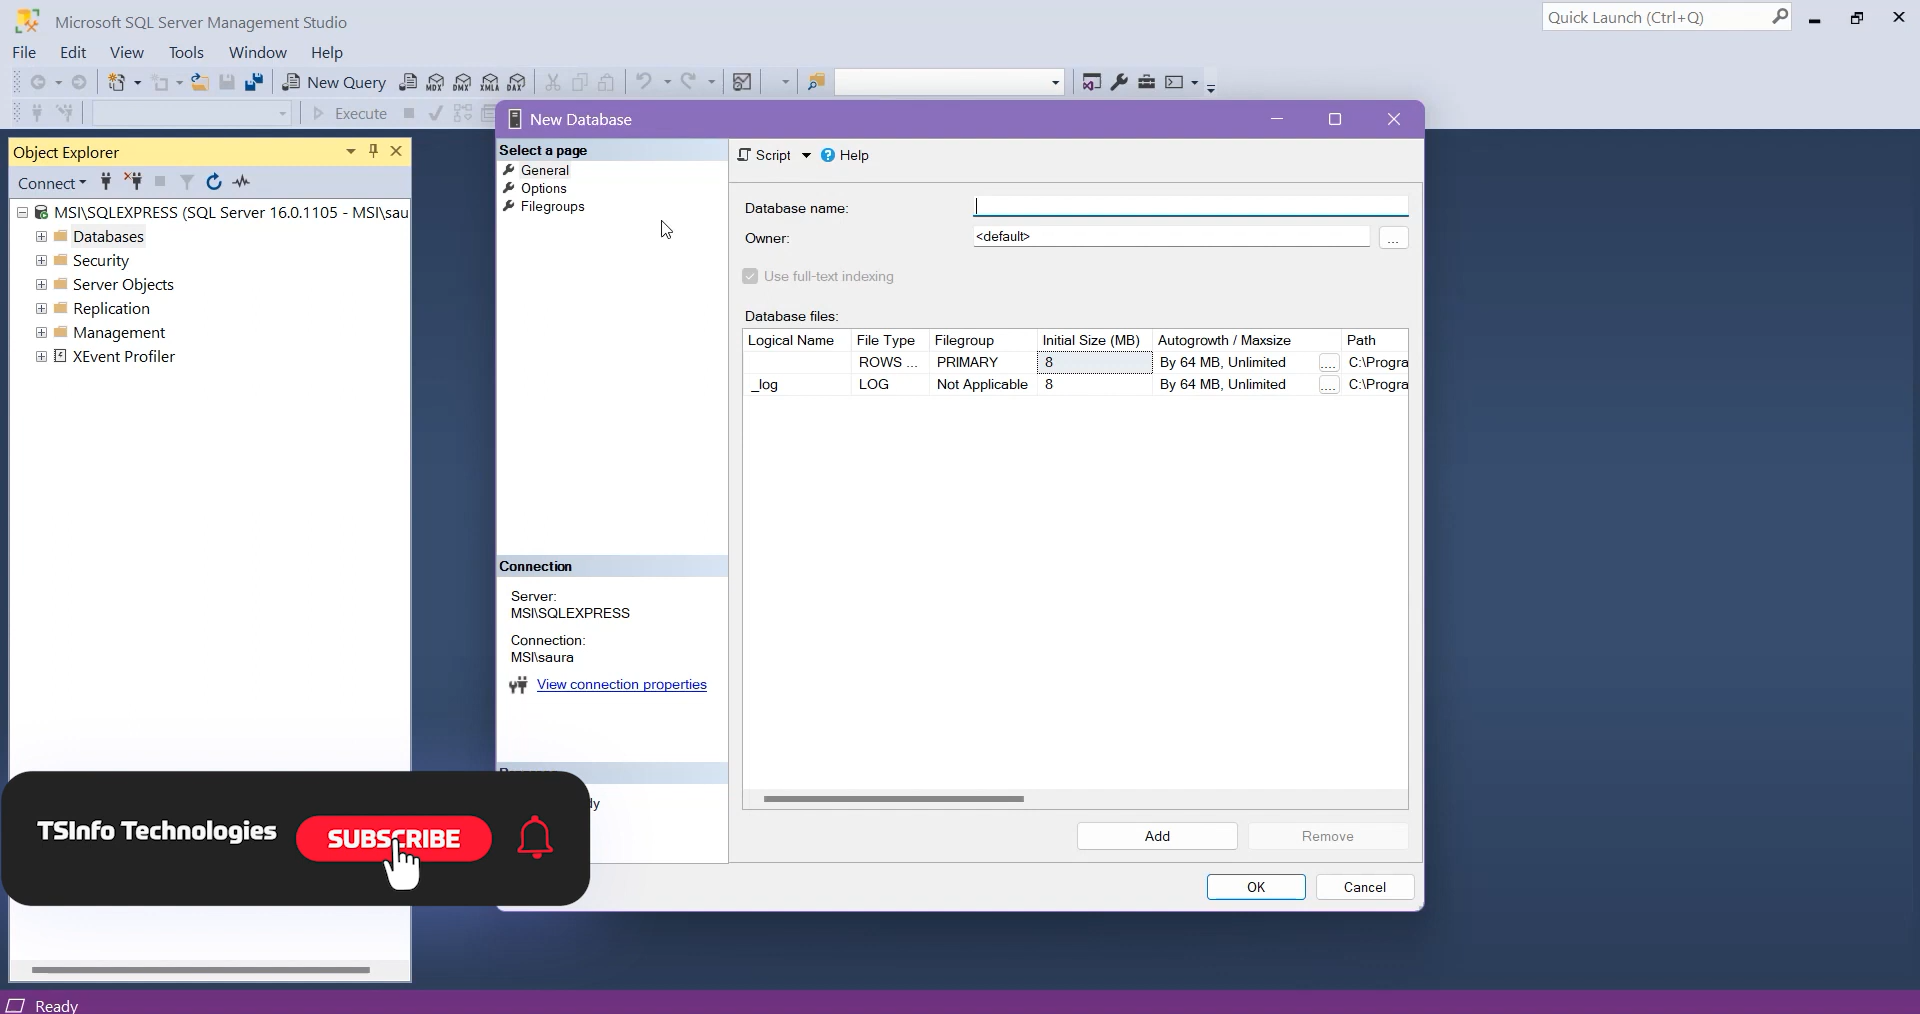 Microsoft SQL Server Management Studio
Quick Launch (Ctrl+Q)
File Edit View Tools Window Help
New Query MDX DMX XMLA DAX
Execute
Object Explorer
Connect
MSI\SQLEXPRESS (SQL Server 16.0.1105 - MSI\sau
Databases
Security
Server Objects
Replication
Management
XEvent Profiler
New Database
Select a page
General
Options
Filegroups
Script Help
Database name:
Owner: <default> ...
Use full-text indexing
Database files:
Logical Name File Type Filegroup Initial Size (MB) Autogrowth / Maxsize Path
ROWS ... PRIMARY 8 By 64 MB, Unlimited .... C:\Progra
_log LOG Not Applicable 8 By 64 MB, Unlimited .... C:\Progra
Connection
Server:
MSI\SQLEXPRESS
Connection:
MSI\saura
View connection properties
dy
Add Remove
OK Cancel
TSInfo Technologies SUBSCRIBE
Ready